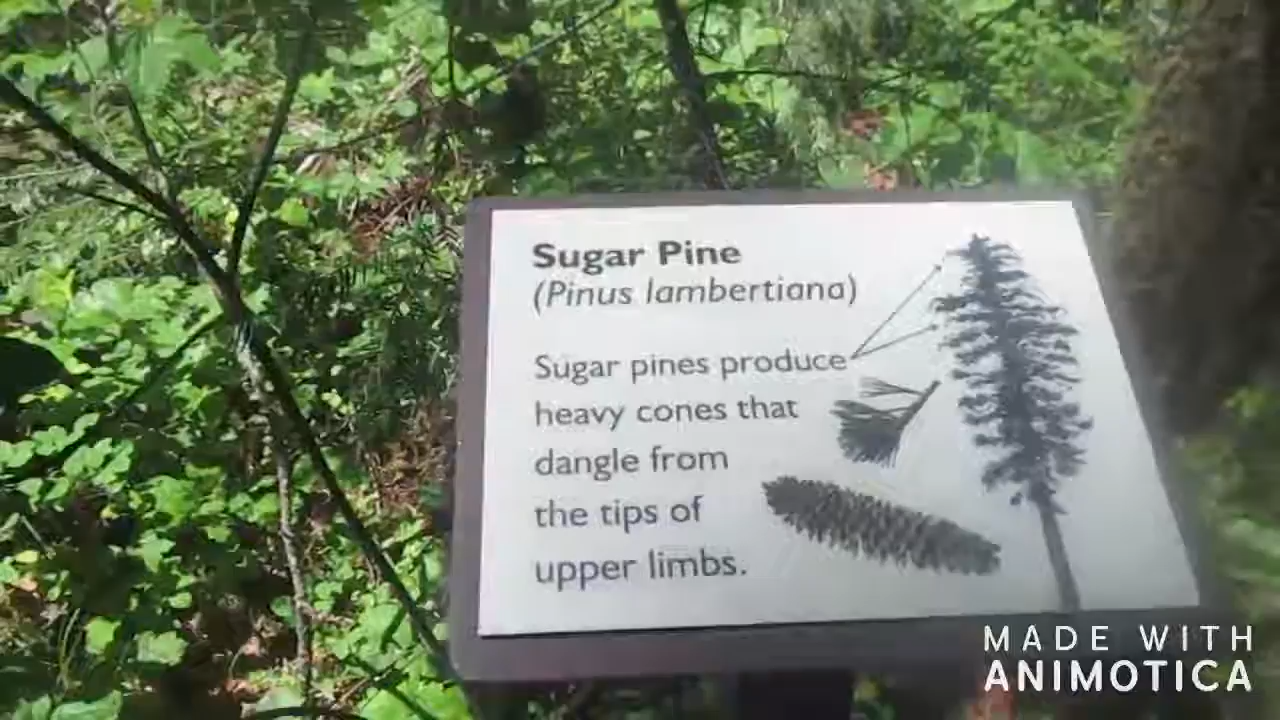 Sugar Pine
(Pinus lambertiana)
Sugar pines produce
heavy cones that
dangle from
the tips of
upper limbs.
MADE WITH
ANIMOTICA